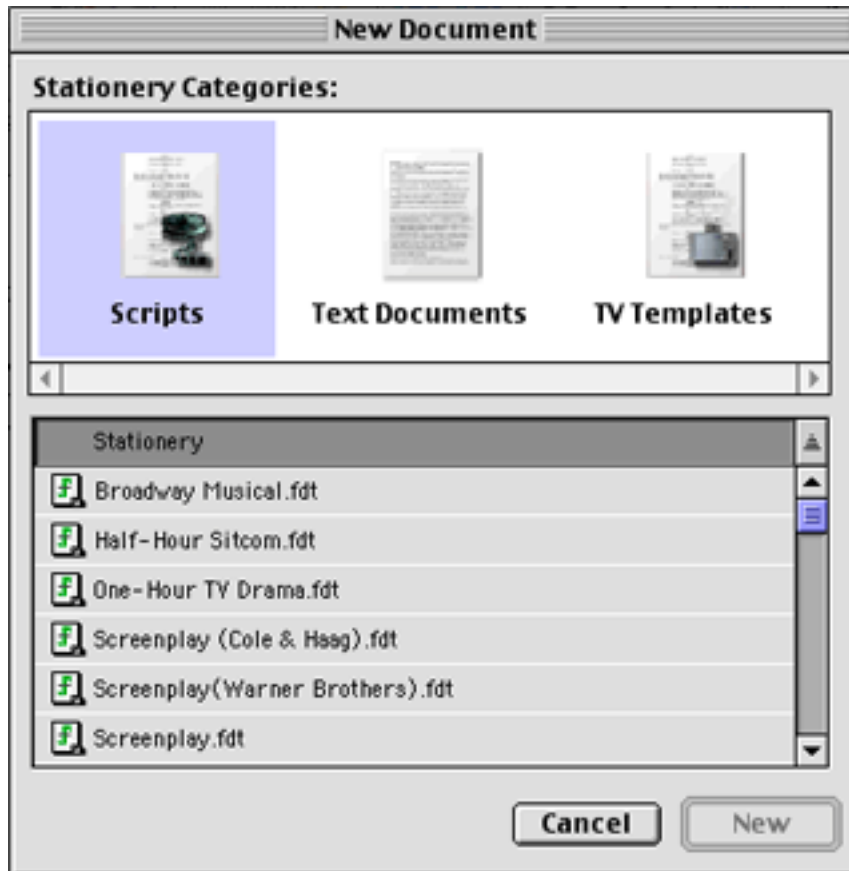 New Document
Stationery Categories:
Scripts Text Documents TV Templates
Stationery
Broadway Musical.fdt
Half-Hour Sitcom.fdt
One-Hour TV Drama.fdt
Screenplay (Cole & Haag).fdt
Screenplay(Warner Brothers).fdt
Screenplay.fdt
Cancel New